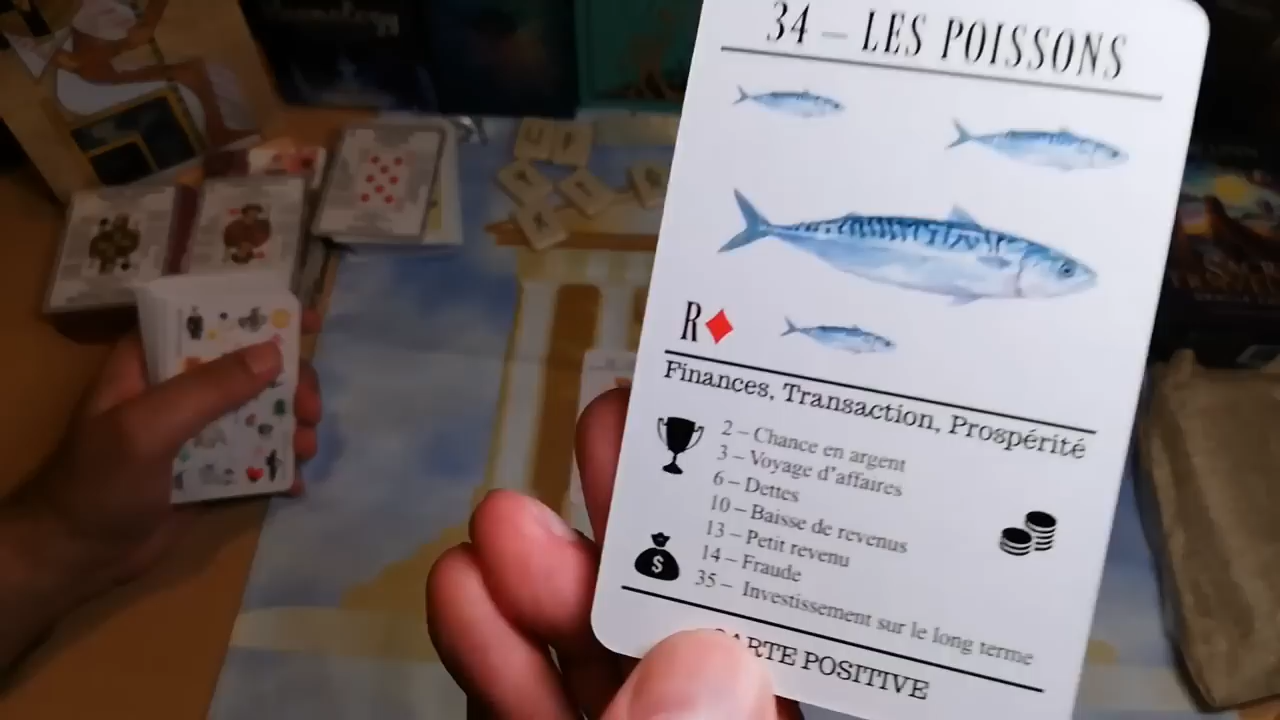 34 – LES POISSONS
R
Finances, Transaction, Prospérité
2 – Chance en argent
3 – Voyage d'affaires
6 – Dettes
10 – Baisse de revenus
13 – Petit revenu
14 – Fraude
35 – Investissement sur le long terme
$
CARTE POSITIVE